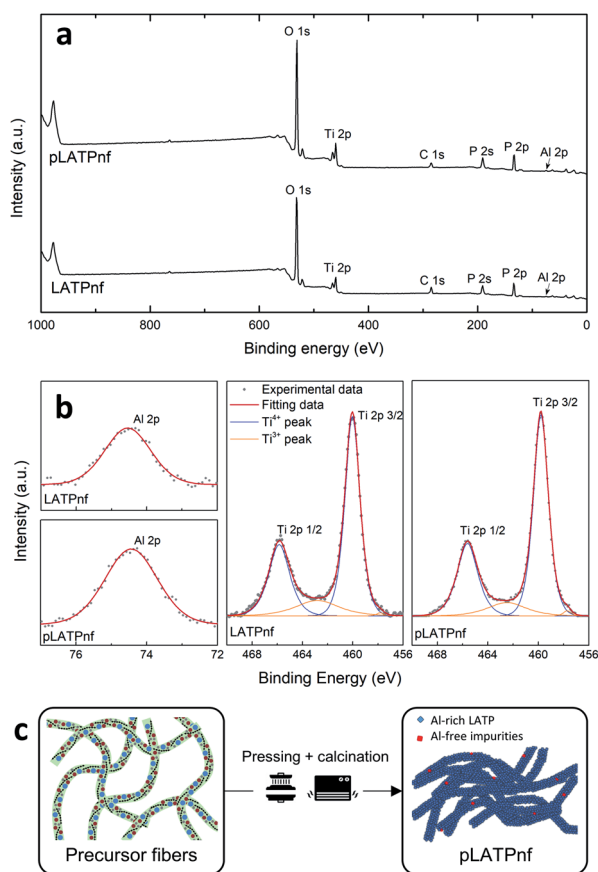 a
O 1s
Ti 2p
C 1s
P 2s
P 2p
Al 2p
pLATPnf
O 1s
Ti 2p
C 1s
P 2s
P 2p
Al 2p
LATPnf
Intensity (a.u.)
1000 800 600 400 200 0
Binding energy (eV)
b
Al 2p
LATPnf
Al 2p
pLATPnf
76 74 72
Experimental data
Fitting data
Ti4+ peak
Ti3+ peak
Ti 2p 3/2
Ti 2p 1/2
LATPnf
468 464 460 456
Ti 2p 3/2
Ti 2p 1/2
pLATPnf
468 464 460 456
Intensity (a.u.)
Binding Energy (eV)
c
Precursor fibers
Pressing + calcination
Al-rich LATP
Al-free impurities
pLATPnf